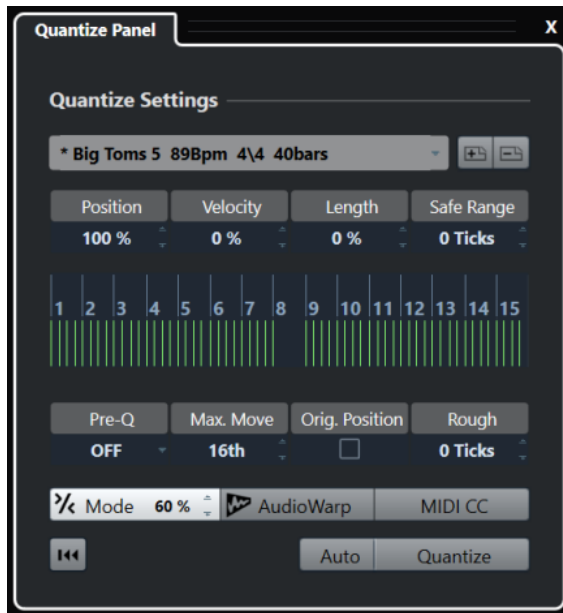 Quantize Panel X
Quantize Settings
* Big Toms 5 89Bpm 4\4 40bars
Position Velocity Length Safe Range
100 % 0 % 0 % 0 Ticks
1 2 3 4 5 6 7 8 9 10 11 12 13 14 15
Pre-Q Max. Move Orig. Position Rough
OFF 16th 0 Ticks
Mode 60 % AudioWarp MIDI CC
Auto Quantize